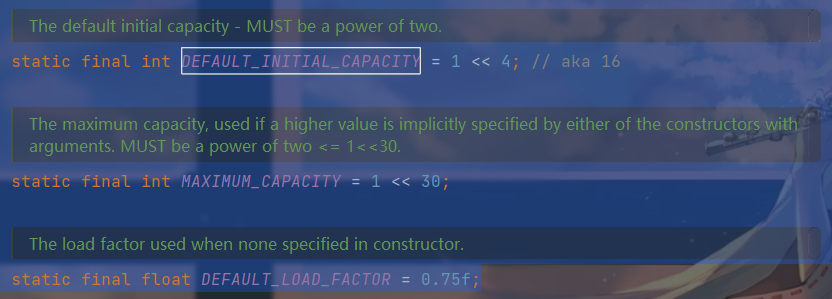 The default initial capacity - MUST be a power of two.
static final int DEFAULT_INITIAL_CAPACITY = 1 << 4; // aka 16
The maximum capacity, used if a higher value is implicitly specified by either of the constructors with
arguments. MUST be a power of two <= 1<<30.
static final int MAXIMUM_CAPACITY = 1 << 30;
The load factor used when none specified in constructor.
static final float DEFAULT_LOAD_FACTOR = 0.75f;